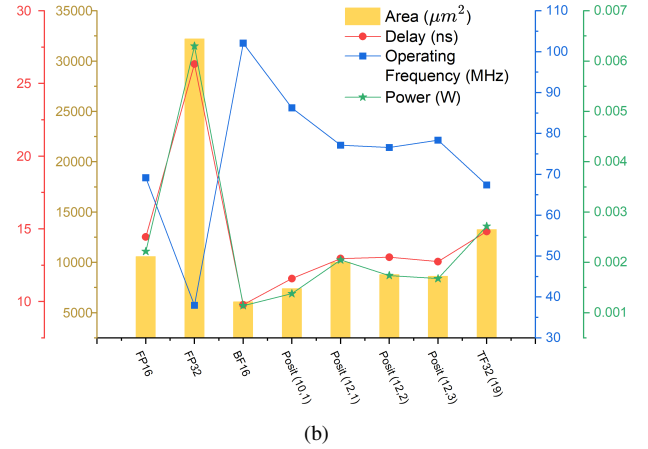 30
25
20
15
10
35000
30000
25000
20000
15000
10000
5000
Area (μm²)
Delay (ns)
Operating
Frequency (MHz)
Power (W)
110
100
90
80
70
60
50
40
30
0.007
0.006
0.005
0.004
0.003
0.002
0.001
FP16
FP32
BF16
Posit (10,1)
Posit (12,1)
Posit (12,2)
Posit (12,3)
TF32 (19)
(b)